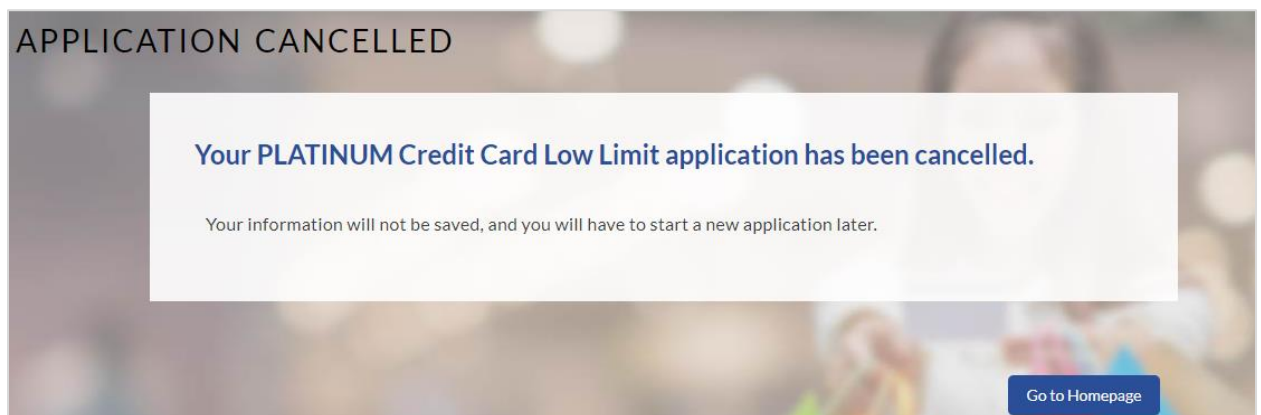 APPLICATION CANCELLED
Your PLATINUM Credit Card Low Limit application has been cancelled.
Your information will not be saved, and you will have to start a new application later.
Go to Homepage